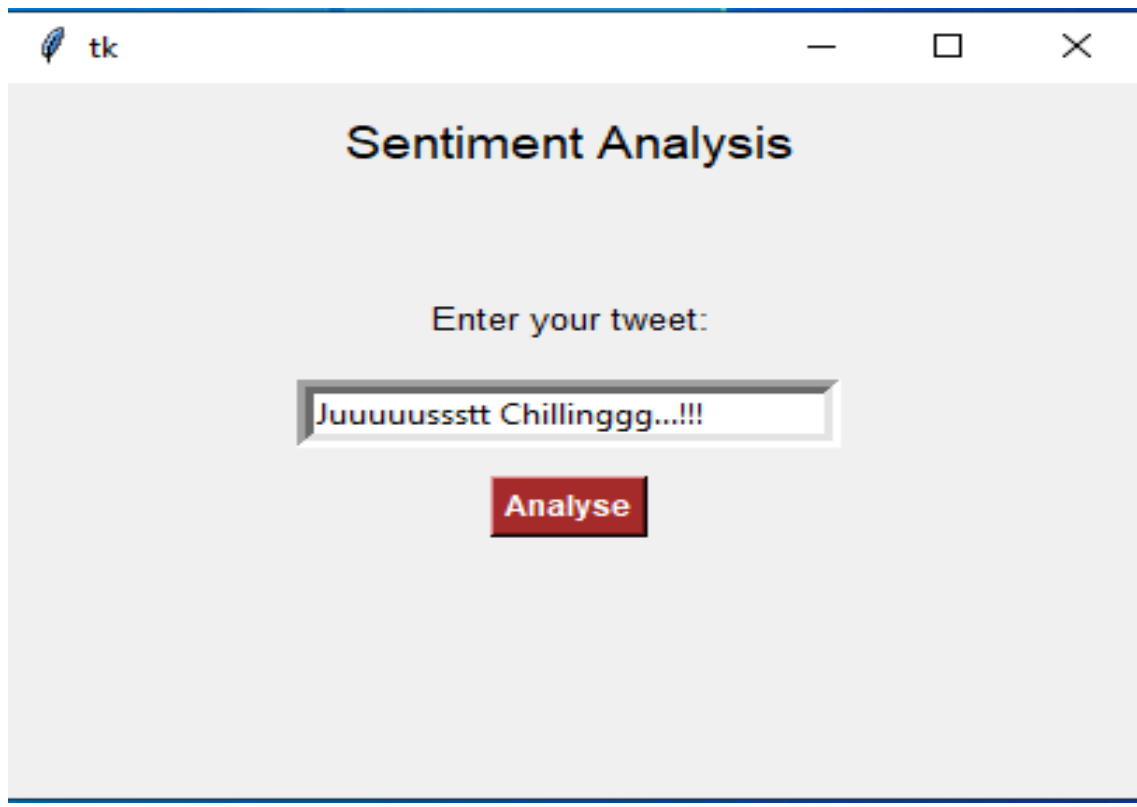 tk
Sentiment Analysis
Enter your tweet:
Juuuuussstt Chillinggg...!!!
Analyse